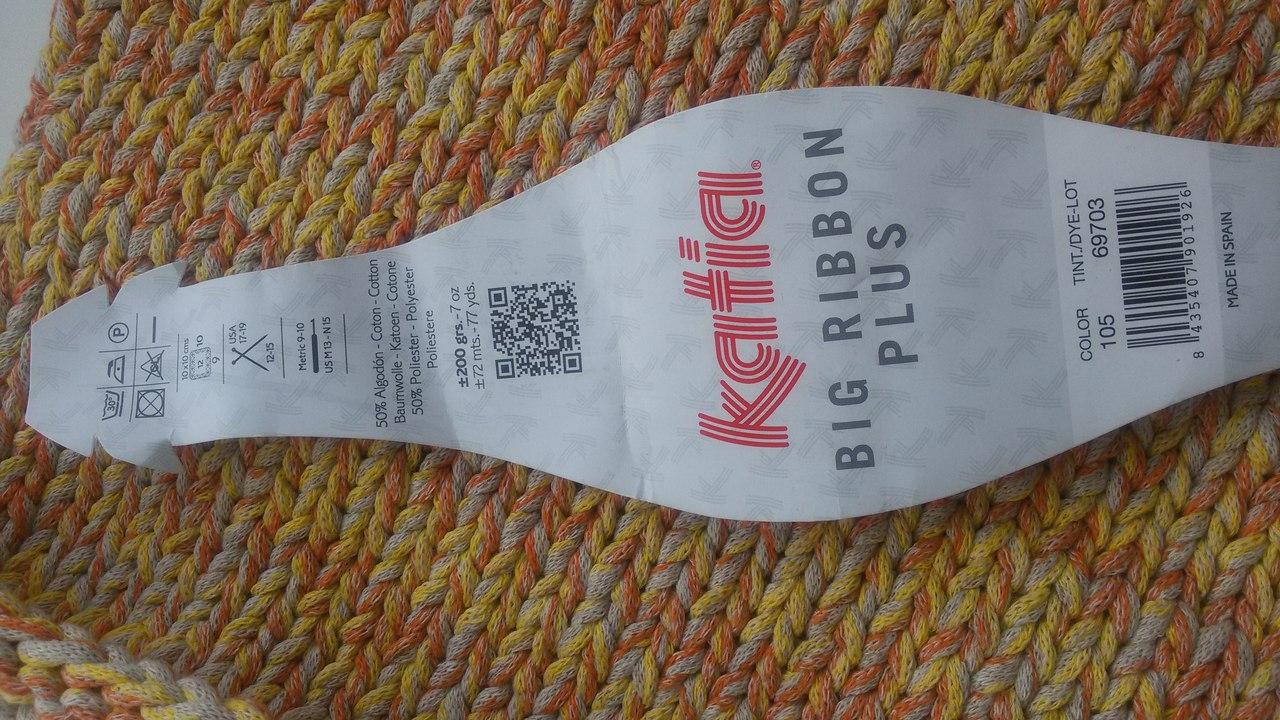 30°
P
10x10 cms
12
10
9
USA
17-19
12-15
Metric 9-10
US M13 - N15
50% Algodón - Coton - Cotton
Baumwolle - Katoen - Cotone
50% Poliester - Polyester
Poliestere
±200 grs. - 7 oz
±72 mts. - 77 yds.
katia®
BIG RIBBON
PLUS
COLOR TINT./DYE-LOT
105 69703
8 435407 901926
MADE IN SPAIN